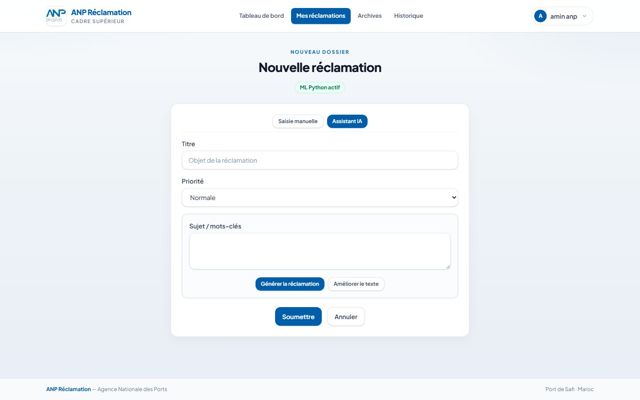 ANP
ANP Réclamation
CADRE SUPÉRIEUR
Tableau de bord
Mes réclamations
Archives
Historique
A
amin anp
NOUVEAU DOSSIER
Nouvelle réclamation
ML Python actif
Saisie manuelle
Assistant IA
Titre
Objet de la réclamation
Priorité
Normale
Sujet / mots-clés
Générer la réclamation
Améliorer le texte
Soumettre
Annuler
ANP Réclamation — Agence Nationale des Ports
Port de Safi · Maroc